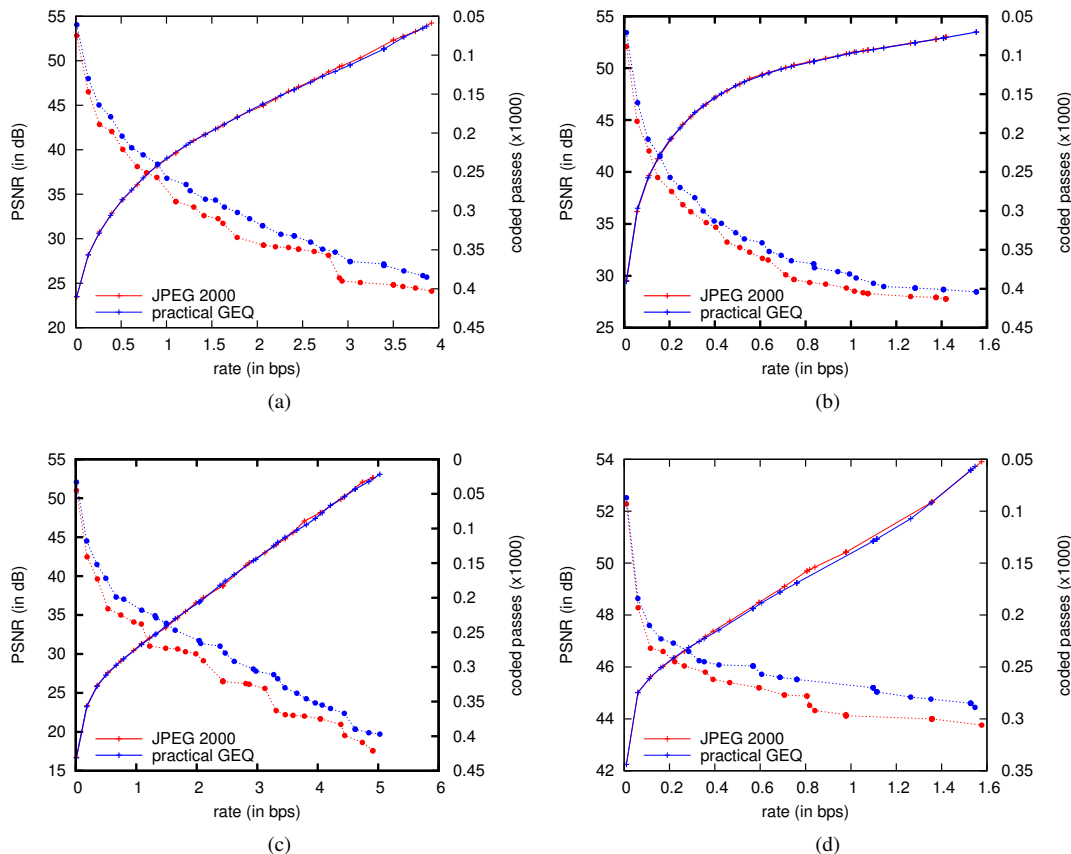 55
50
45
40
35
30
25
20
PSNR (in dB)
0.05
0.1
0.15
0.2
0.25
0.3
0.35
0.4
0.45
coded passes (x1000)
JPEG 2000
practical GEQ
0 0.5 1 1.5 2 2.5 3 3.5 4
rate (in bps)
(a)
55
50
45
40
35
30
25
PSNR (in dB)
0.05
0.1
0.15
0.2
0.25
0.3
0.35
0.4
0.45
coded passes (x1000)
JPEG 2000
practical GEQ
0 0.2 0.4 0.6 0.8 1 1.2 1.4 1.6
rate (in bps)
(b)
55
50
45
40
35
30
25
20
15
PSNR (in dB)
0
0.05
0.1
0.15
0.2
0.25
0.3
0.35
0.4
0.45
coded passes (x1000)
JPEG 2000
practical GEQ
0 1 2 3 4 5 6
rate (in bps)
(c)
54
52
50
48
46
44
42
PSNR (in dB)
0.05
0.1
0.15
0.2
0.25
0.3
0.35
coded passes (x1000)
JPEG 2000
practical GEQ
0 0.2 0.4 0.6 0.8 1 1.2 1.4 1.6
rate (in bps)
(d)